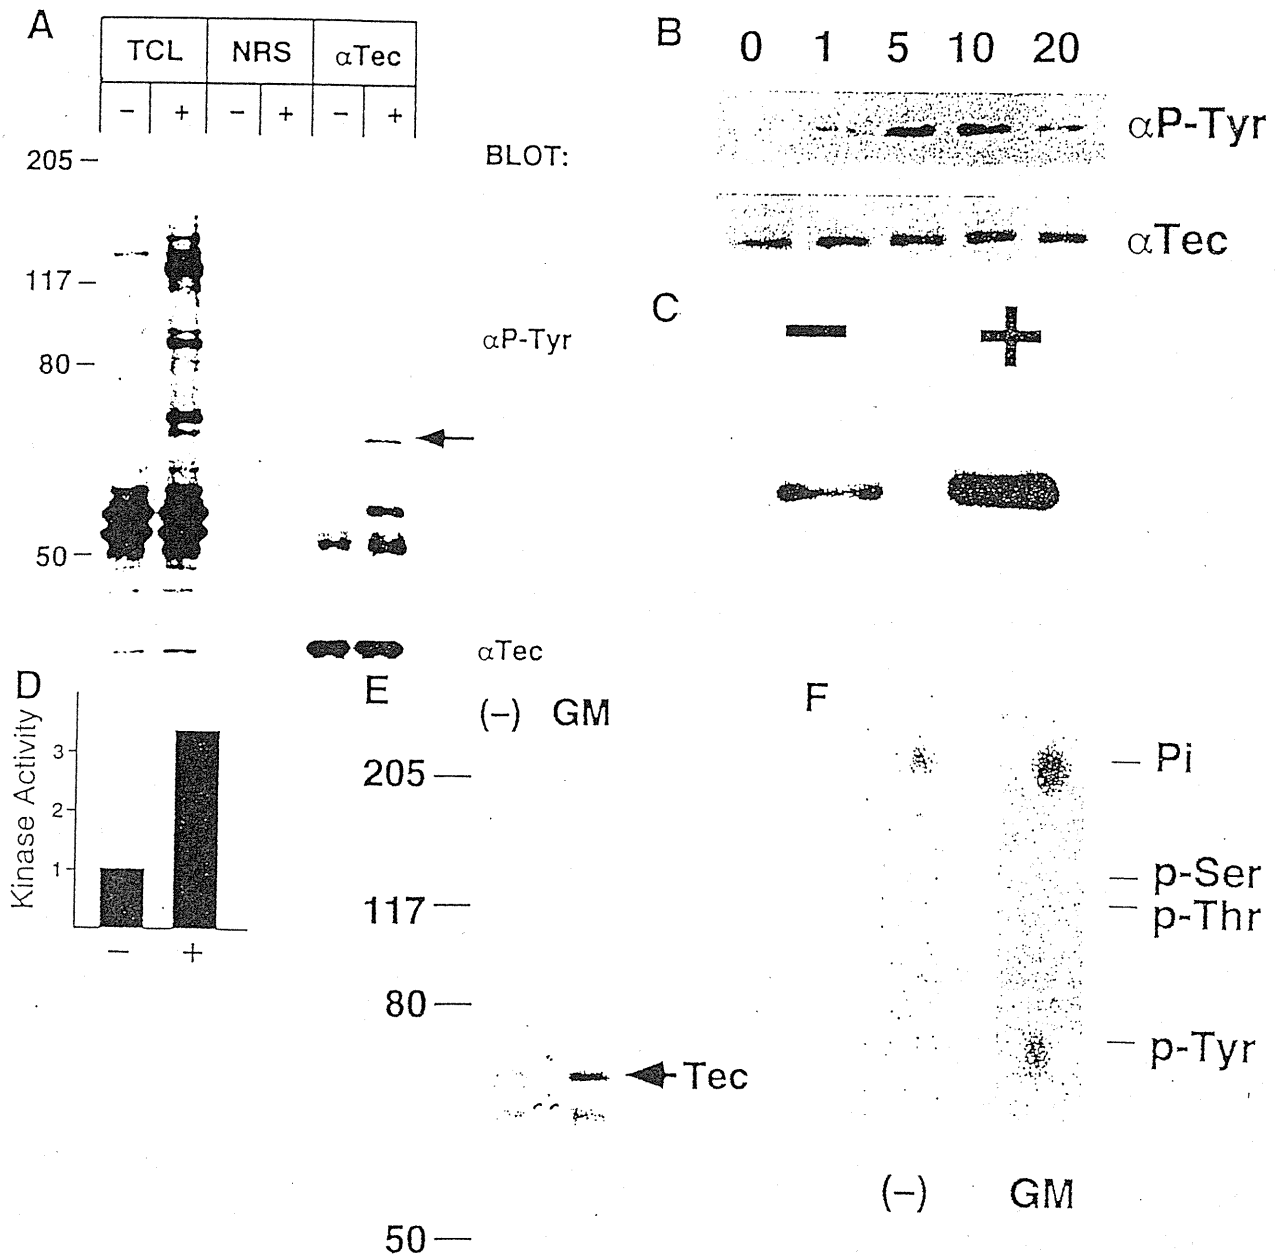 A
TCL NRS αTec
− + − + − +
205
BLOT:
117
αP-Tyr
80
50
αTec
B
0 1 5 10 20
αP-Tyr
αTec
C
− +
D
Kinase Activity
3
2
1
− +
E
(−) GM
205
117
80
Tec
50
F
Pi
p-Ser
p-Thr
p-Tyr
(−) GM